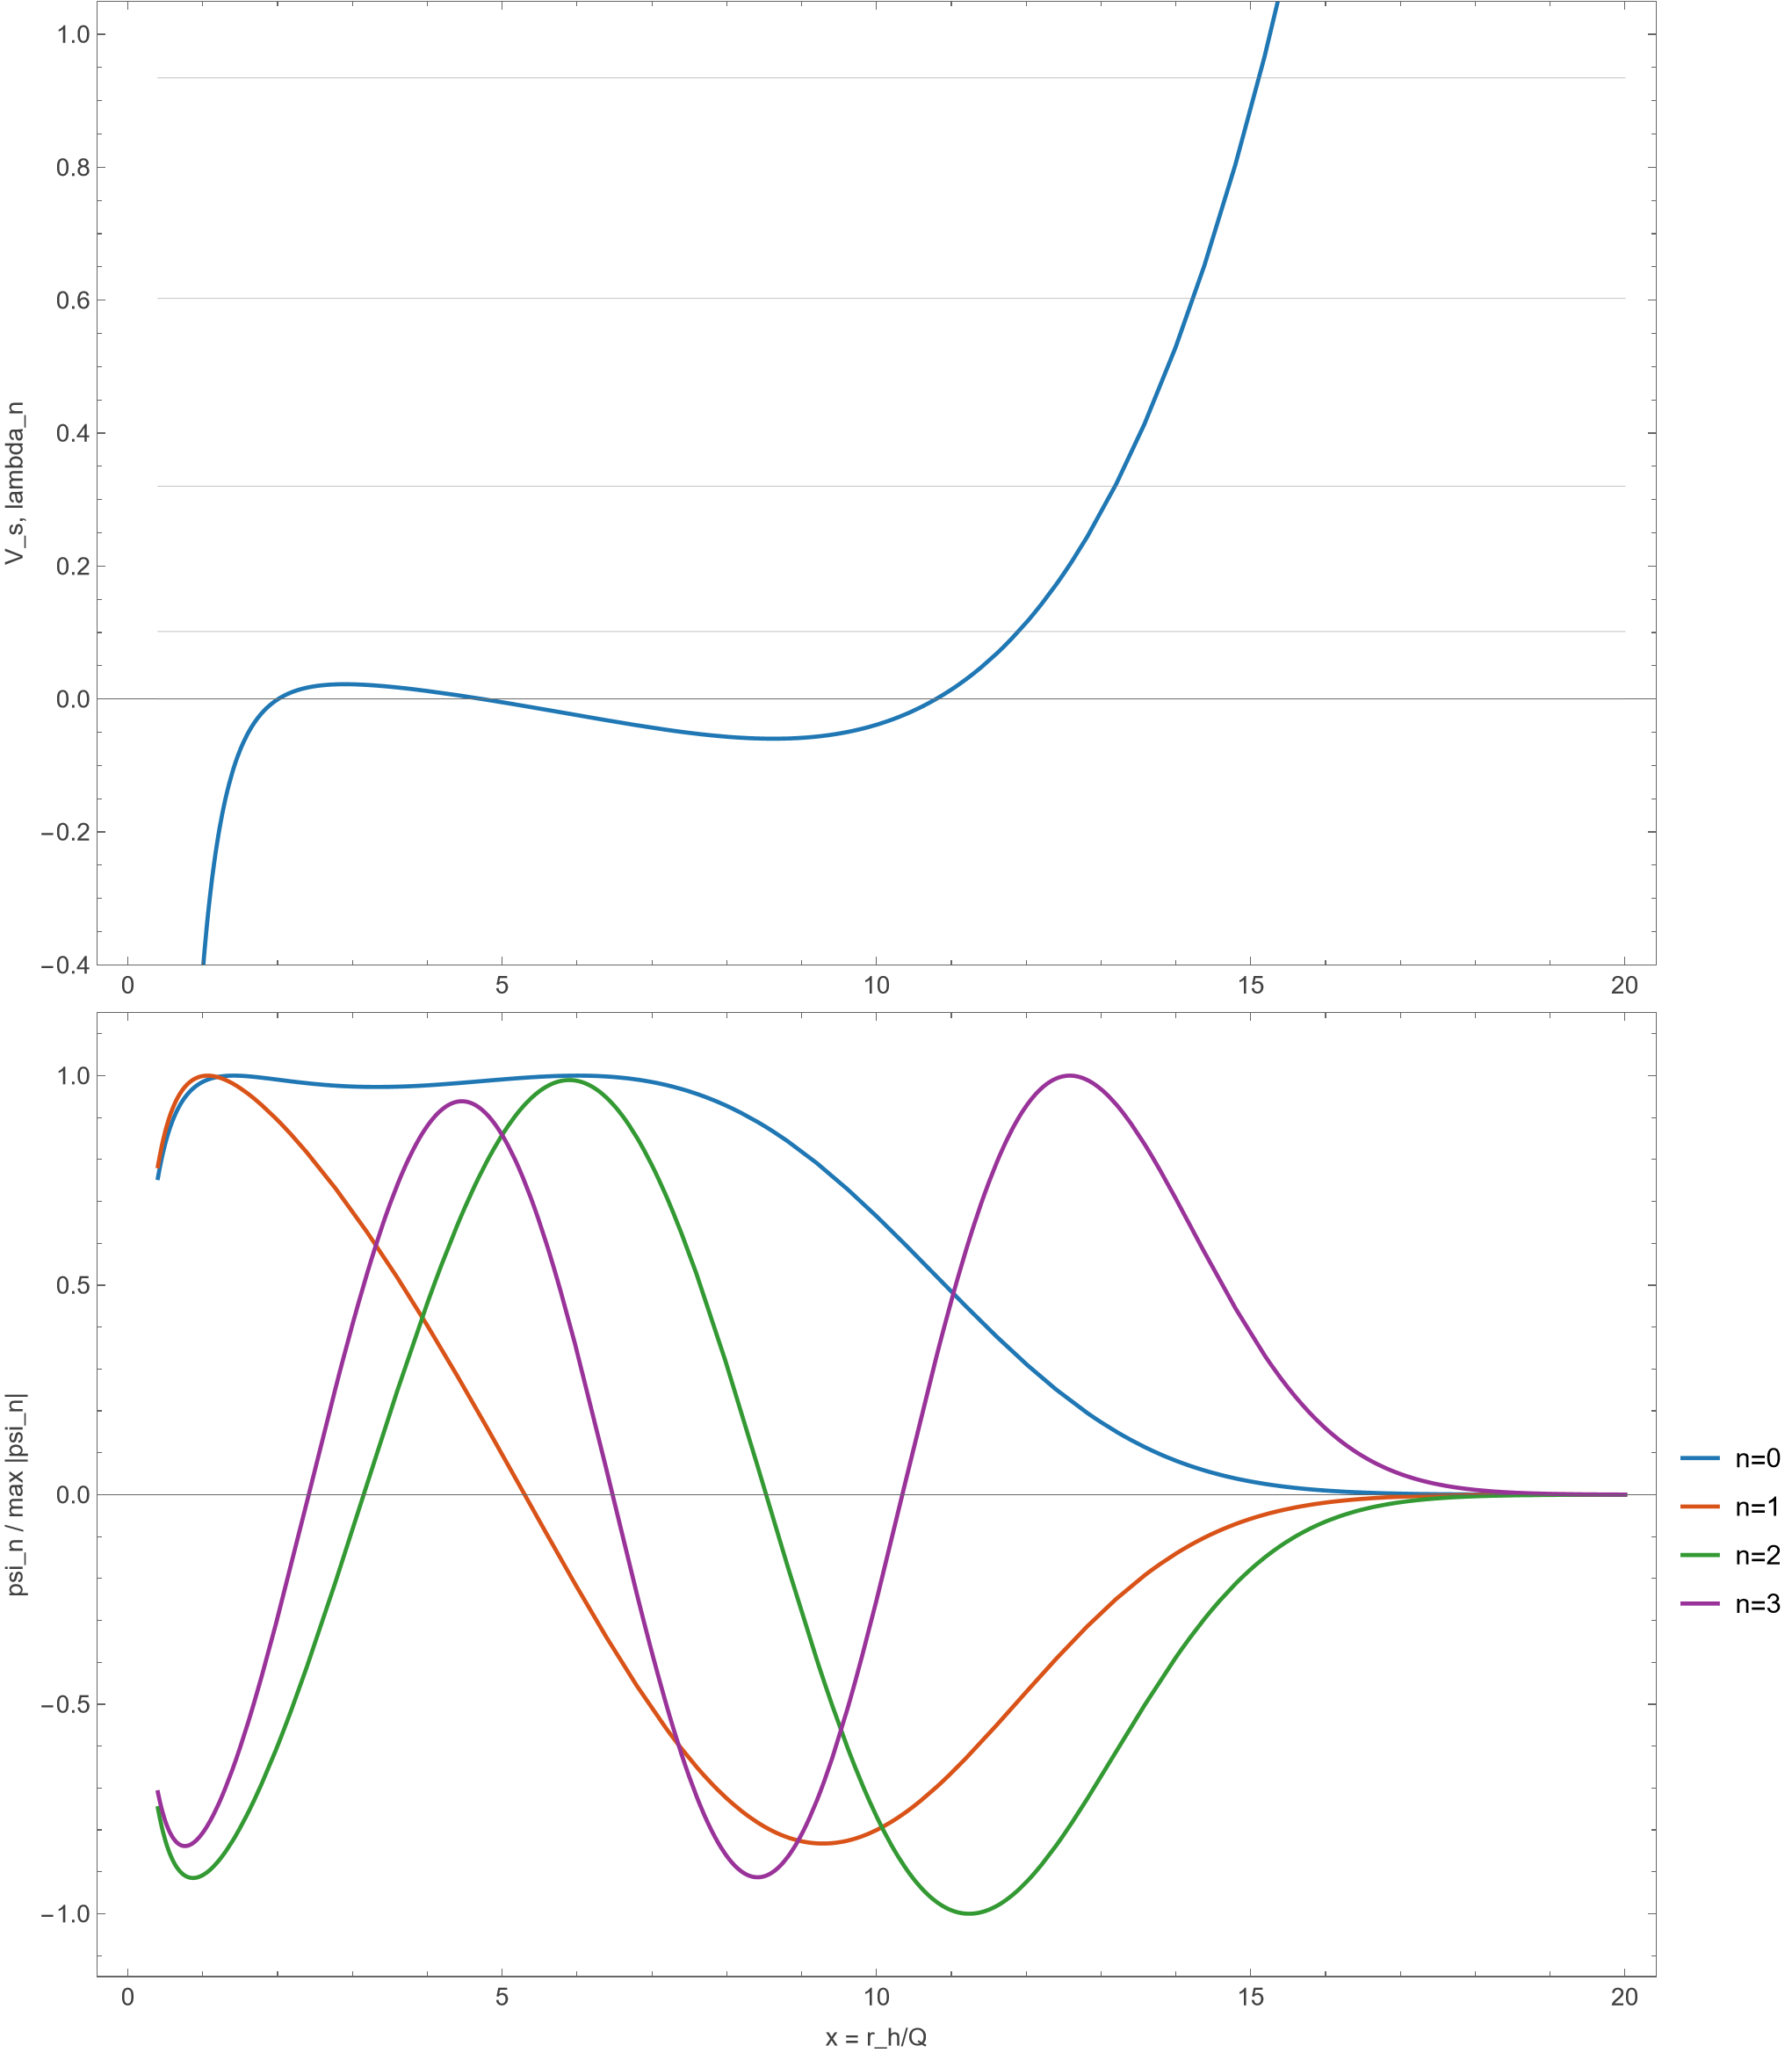 1.0
0.8
0.6
0.4
0.2
0.0
−0.2
−0.4
V_s, lambda_n
0 5 10 15 20
1.0
0.5
0.0
−0.5
−1.0
psi_n / max |psi_n|
n=0
n=1
n=2
n=3
0 5 10 15 20
x = r_h/Q